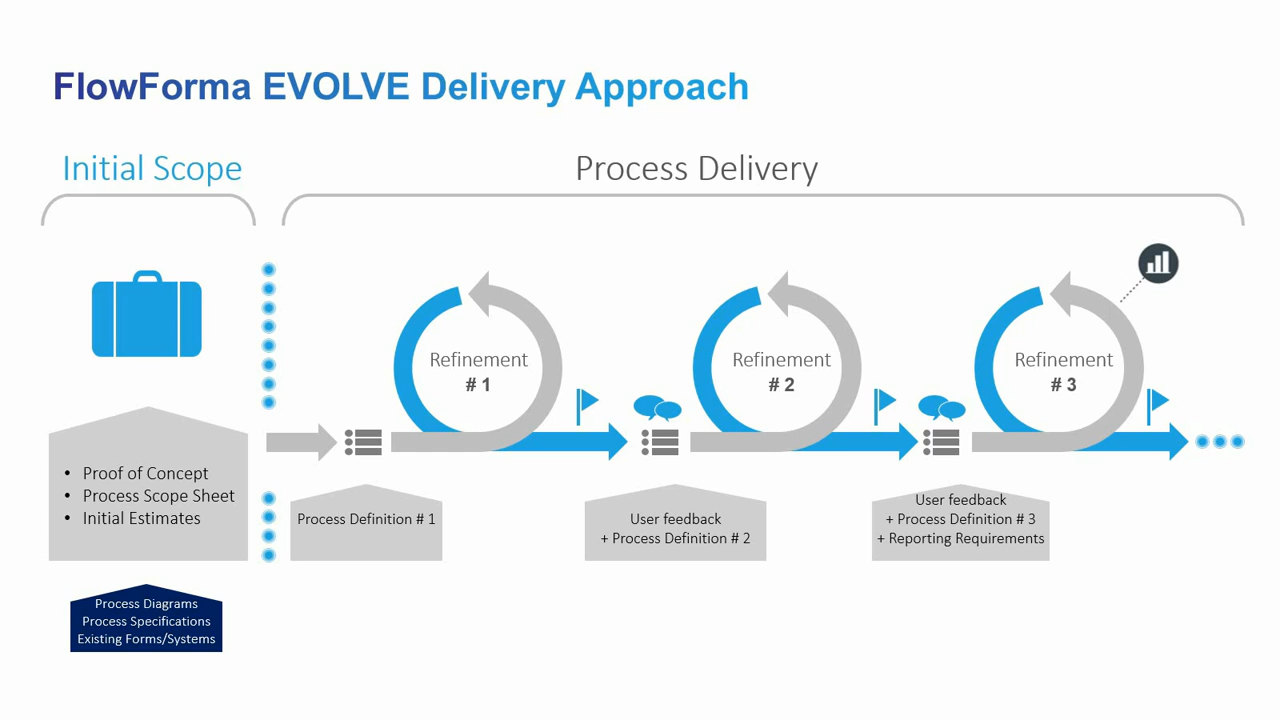 FlowForma EVOLVE Delivery Approach
Initial Scope
Process Delivery
Refinement
# 1
Refinement
# 2
Refinement
# 3
• Proof of Concept
• Process Scope Sheet
• Initial Estimates
Process Definition # 1
User feedback
+ Process Definition # 2
User feedback
+ Process Definition # 3
+ Reporting Requirements
Process Diagrams
Process Specifications
Existing Forms/Systems